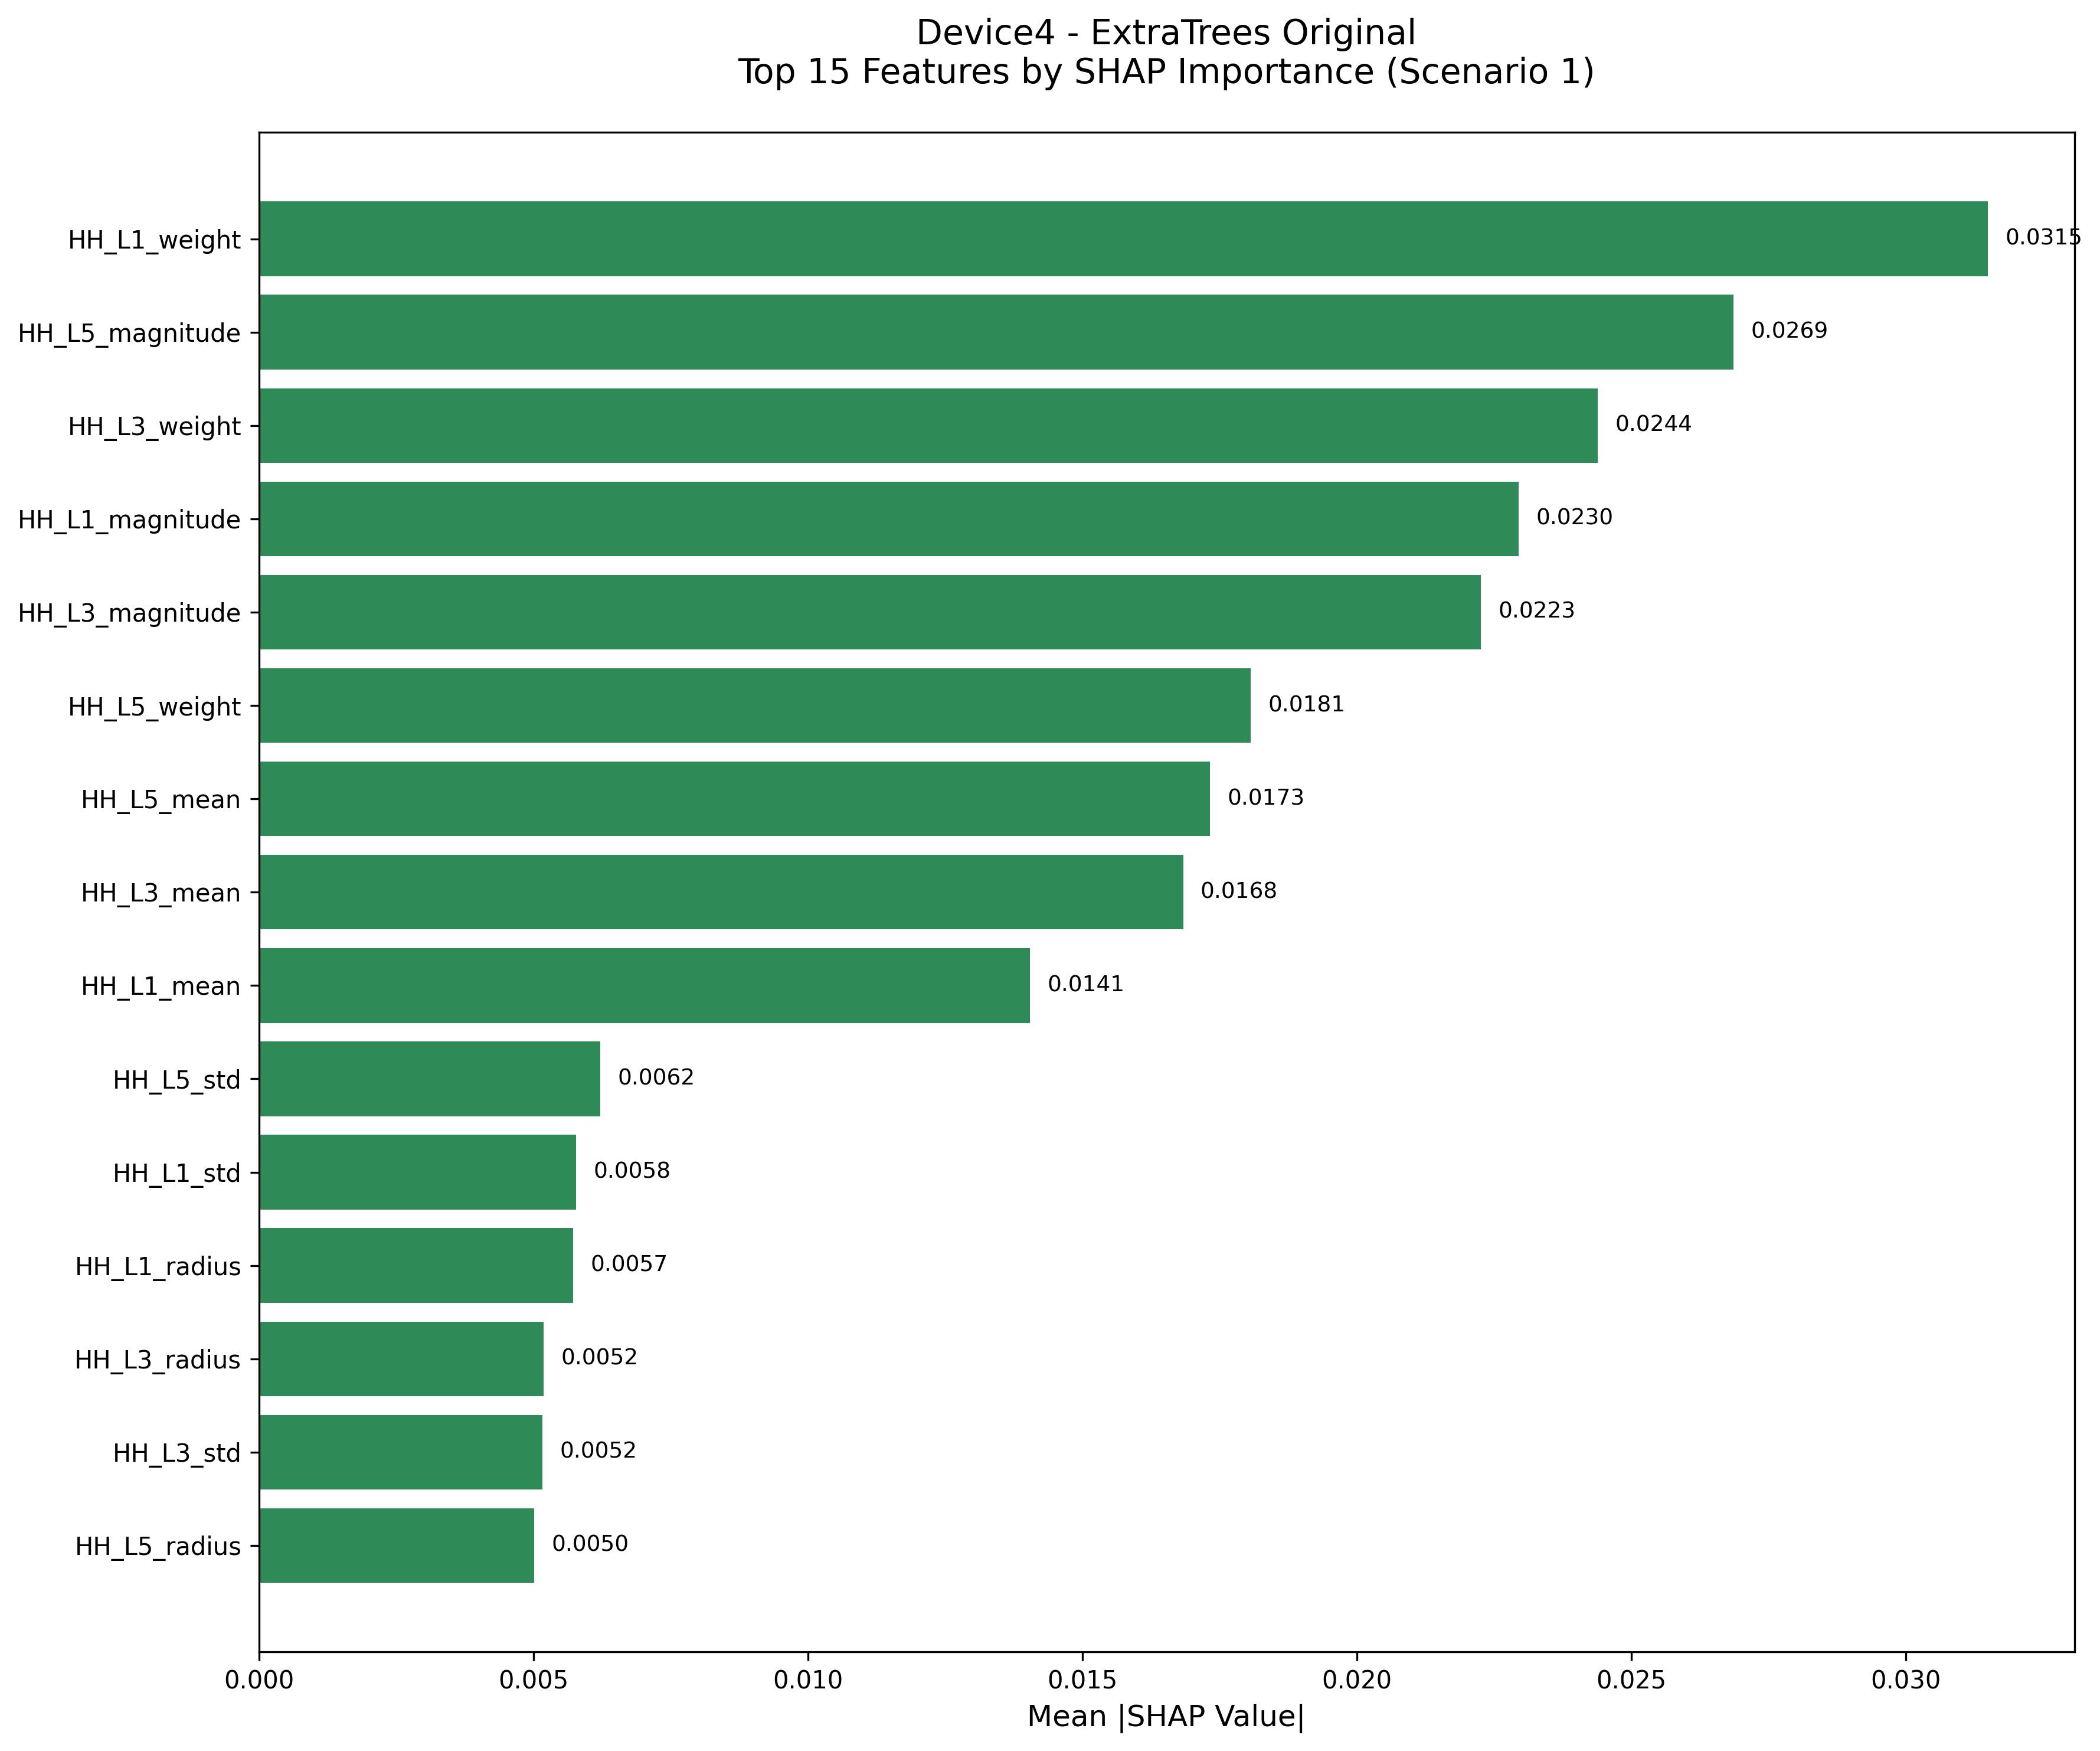 Device4 - ExtraTrees Original
Top 15 Features by SHAP Importance (Scenario 1)
HH_L1_weight 0.0315
HH_L5_magnitude 0.0269
HH_L3_weight 0.0244
HH_L1_magnitude 0.0230
HH_L3_magnitude 0.0223
HH_L5_weight 0.0181
HH_L5_mean 0.0173
HH_L3_mean 0.0168
HH_L1_mean 0.0141
HH_L5_std 0.0062
HH_L1_std 0.0058
HH_L1_radius 0.0057
HH_L3_radius 0.0052
HH_L3_std 0.0052
HH_L5_radius 0.0050
0.000 0.005 0.010 0.015 0.020 0.025 0.030
Mean |SHAP Value|